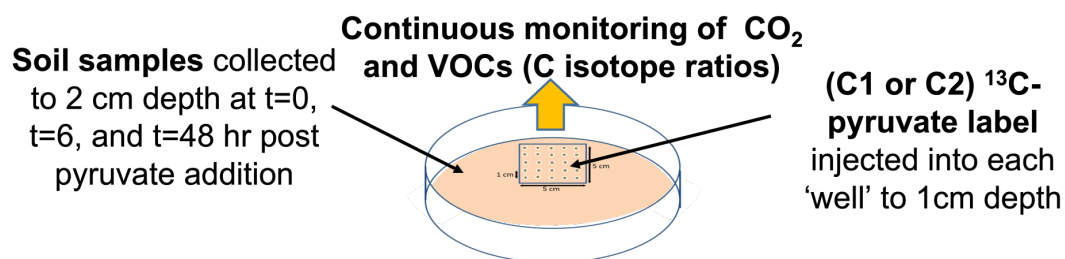 Soil samples collected
to 2 cm depth at t=0,
t=6, and t=48 hr post
pyruvate addition
Continuous monitoring of CO₂
and VOCs (C isotope ratios)
(C1 or C2) ¹³C-
pyruvate label
injected into each
‘well’ to 1cm depth
1 cm
5 cm
5 cm